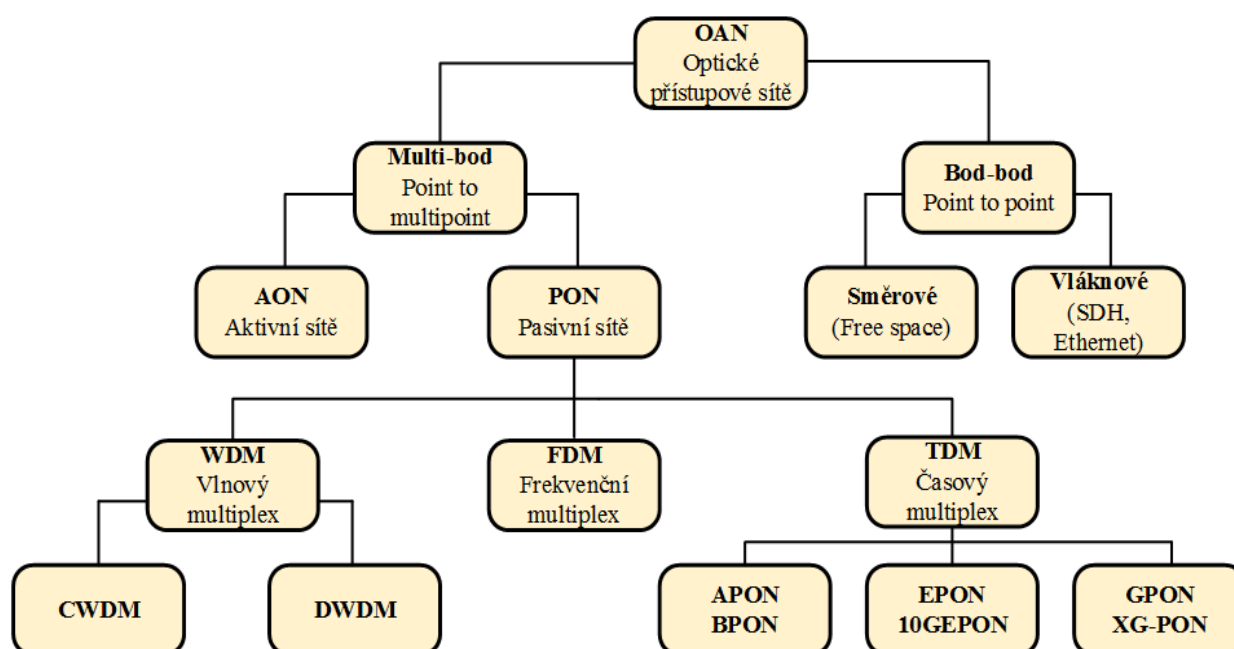 OAN
Optické
přístupové sítě
Multi-bod
Point to
multipoint
Bod-bod
Point to point
AON
Aktivní sítě
PON
Pasivní sítě
Směrové
(Free space)
Vláknové
(SDH,
Ethernet)
WDM
Vlnový
multiplex
FDM
Frekvenční
multiplex
TDM
Časový
multiplex
CWDM
DWDM
APON
BPON
EPON
10GEPON
GPON
XG-PON